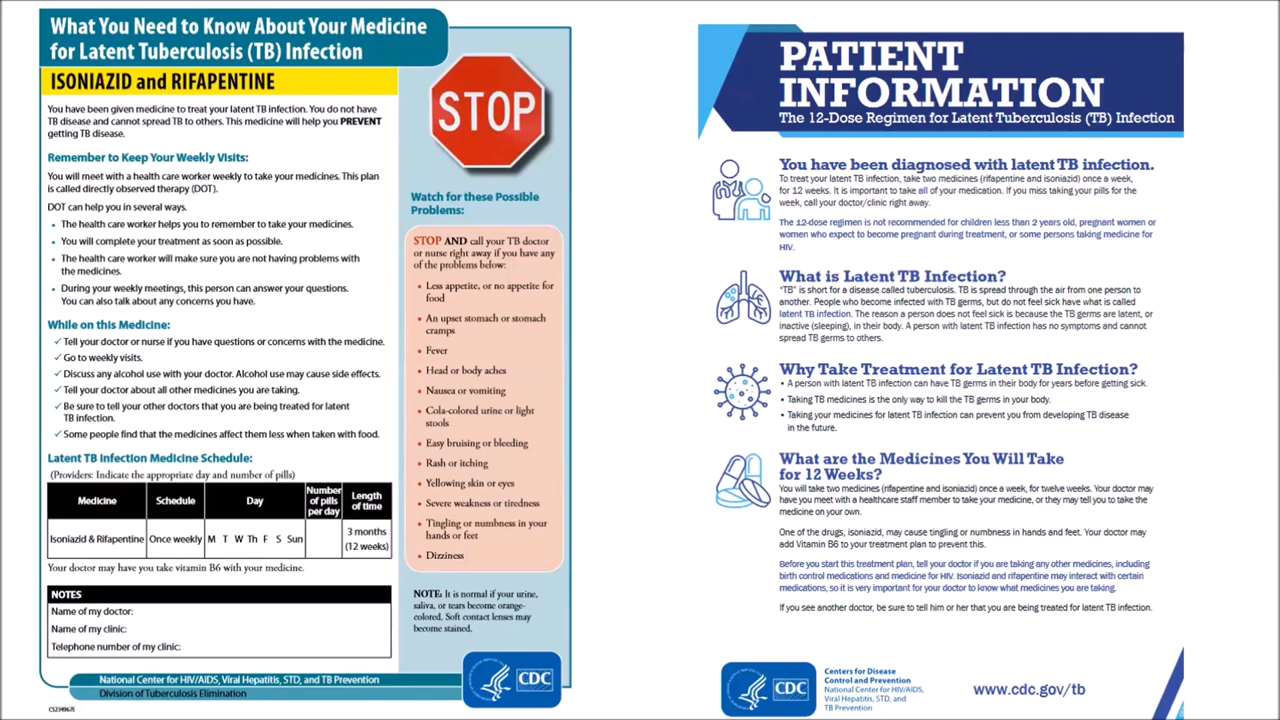 What You Need to Know About Your Medicine
for Latent Tuberculosis (TB) Infection
ISONIAZID and RIFAPENTINE
You have been given medicine to treat your latent TB infection. You do not have
TB disease and cannot spread TB to others. This medicine will help you PREVENT
getting TB disease.
Remember to Keep Your Weekly Visits:
You will meet with a health care worker weekly to take your medicines. This plan
is called directly observed therapy (DOT).
DOT can help you in several ways.
• The health care worker helps you to remember to take your medicines.
• You will complete your treatment as soon as possible.
• The health care worker will make sure you are not having problems with
the medicines.
• During your weekly meetings, this person can answer your questions.
You can also talk about any concerns you have.
While on this Medicine:
✓ Tell your doctor or nurse if you have questions or concerns with the medicine.
✓ Go to weekly visits.
✓ Discuss any alcohol use with your doctor. Alcohol use may cause side effects.
✓ Tell your doctor about all other medicines you are taking.
✓ Be sure to tell your other doctors that you are being treated for latent
TB infection.
✓ Some people find that the medicines affect them less when taken with food.
Latent TB Infection Medicine Schedule:
(Providers: Indicate the appropriate day and number of pills)
Medicine Schedule Day Number of pills per day Length of time
Isoniazid & Rifapentine Once weekly M T W Th F S Sun 3 months (12 weeks)
Your doctor may have you take vitamin B6 with your medicine.
NOTES
Name of my doctor:
Name of my clinic:
Telephone number of my clinic:
STOP
Watch for these Possible
Problems:
STOP AND call your TB doctor
or nurse right away if you have any
of the problems below:
• Less appetite, or no appetite for
food
• An upset stomach or stomach
cramps
• Fever
• Head or body aches
• Nausea or vomiting
• Cola-colored urine or light
stools
• Easy bruising or bleeding
• Rash or itching
• Yellowing skin or eyes
• Severe weakness or tiredness
• Tingling or numbness in your
hands or feet
• Dizziness
NOTE: It is normal if your urine,
saliva, or tears become orange-
colored. Soft contact lenses may
become stained.
National Center for HIV/AIDS, Viral Hepatitis, STD, and TB Prevention
Division of Tuberculosis Elimination
CDC
CS234967E
PATIENT
INFORMATION
The 12-Dose Regimen for Latent Tuberculosis (TB) Infection
You have been diagnosed with latent TB infection.
To treat your latent TB infection, take two medicines (rifapentine and isoniazid) once a week,
for 12 weeks. It is important to take all of your medication. If you miss taking your pills for the
week, call your doctor/clinic right away.
The 12-dose regimen is not recommended for children less than 2 years old, pregnant women or
women who expect to become pregnant during treatment, or some persons taking medicine for
HIV.
What is Latent TB Infection?
"TB" is short for a disease called tuberculosis. TB is spread through the air from one person to
another. People who become infected with TB germs, but do not feel sick have what is called
latent TB infection. The reason a person does not feel sick is because the TB germs are latent, or
inactive (sleeping), in their body. A person with latent TB infection has no symptoms and cannot
spread TB germs to others.
Why Take Treatment for Latent TB Infection?
• A person with latent TB infection can have TB germs in their body for years before getting sick.
• Taking TB medicines is the only way to kill the TB germs in your body.
• Taking your medicines for latent TB infection can prevent you from developing TB disease
in the future.
What are the Medicines You Will Take
for 12 Weeks?
You will take two medicines (rifapentine and isoniazid) once a week, for twelve weeks. Your doctor may
have you meet with a healthcare staff member to take your medicine, or they may tell you to take the
medicine on your own.
One of the drugs, isoniazid, may cause tingling or numbness in hands and feet. Your doctor may
add Vitamin B6 to your treatment plan to prevent this.
Before you start this treatment plan, tell your doctor if you are taking any other medicines, including
birth control medications and medicine for HIV. Isoniazid and rifapentine may interact with certain
medications, so it is very important for your doctor to know what medicines you are taking.
If you see another doctor, be sure to tell him or her that you are being treated for latent TB infection.
CDC
Centers for Disease
Control and Prevention
National Center for HIV/AIDS,
Viral Hepatitis, STD, and
TB Prevention
www.cdc.gov/tb